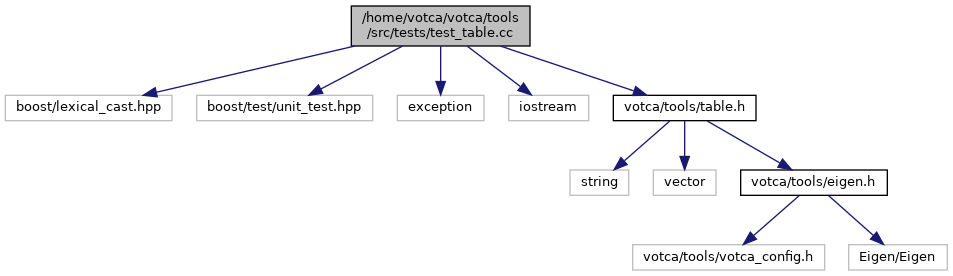 /home/votca/votca/tools
/src/tests/test_table.cc
boost/lexical_cast.hpp
boost/test/unit_test.hpp
exception
iostream
votca/tools/table.h
string
vector
votca/tools/eigen.h
votca/tools/votca_config.h
Eigen/Eigen